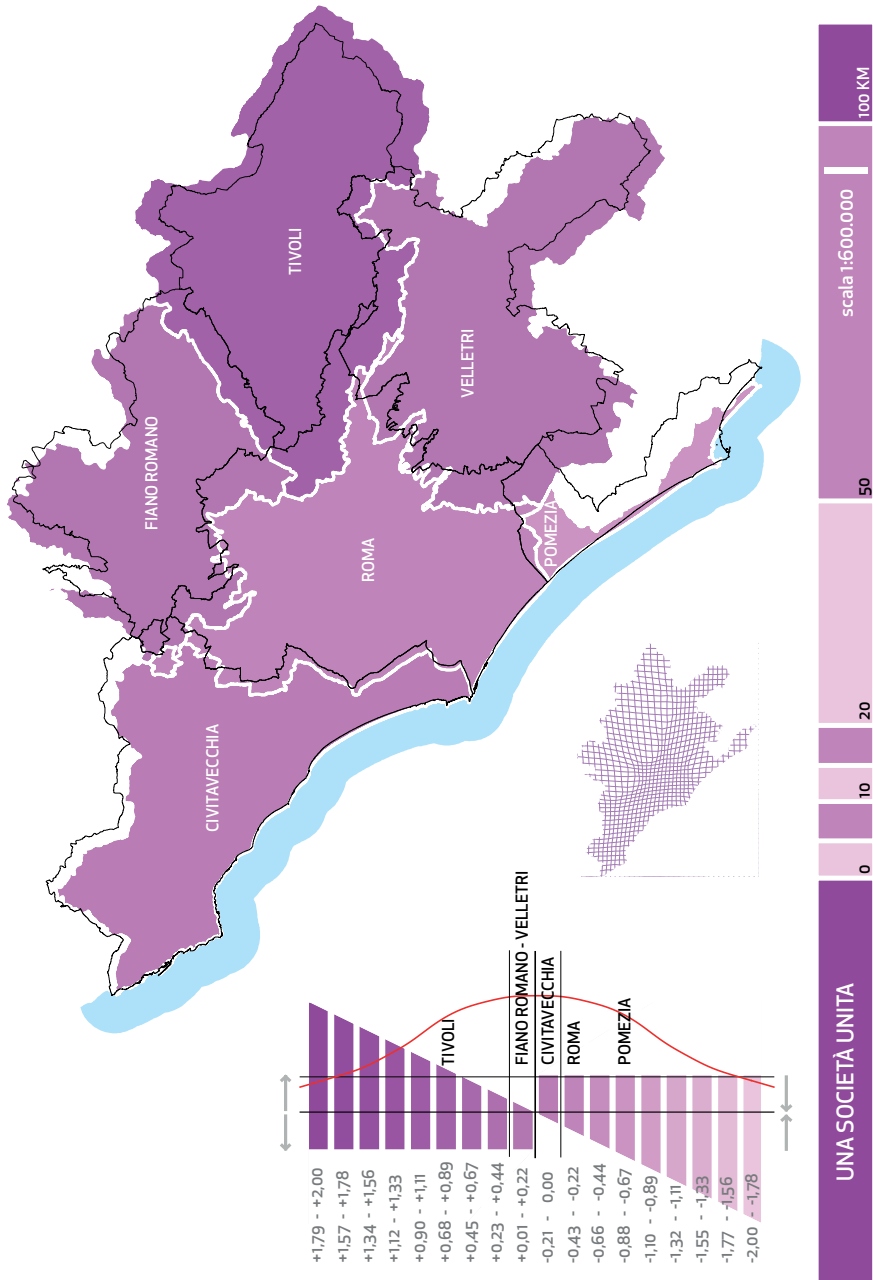 TIVOLI
FIANO ROMANO
VELLETRI
ROMA
POMEZIA
CIVITAVECCHIA
+1,79 - +2,00
+1,57 - +1,78
+1,34 - +1,56
+1,12 - +1,33
+0,90 - +1,11
+0,68 - +0,89
+0,45 - +0,67
+0,23 - +0,44
+0,01 - +0,22
-0,21 - 0,00
-0,43 - -0,22
-0,66 - -0,44
-0,88 - -0,67
-1,10 - -0,89
-1,32 - -1,11
-1,55 - -1,33
-1,77 - -1,56
-2,00 - -1,78
TIVOLI
FIANO ROMANO - VELLETRI
CIVITAVECCHIA
ROMA
POMEZIA
UNA SOCIETÀ UNITA
0
10
20
50
100 KM
scala 1:600.000